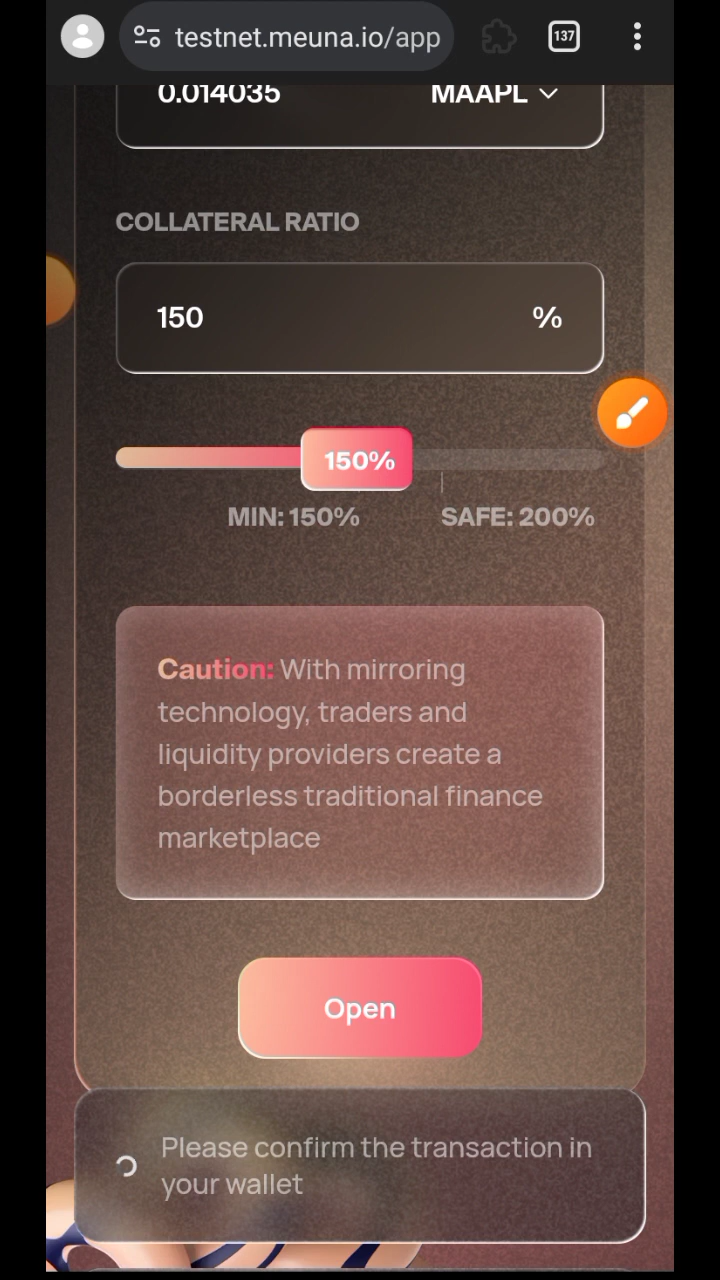 testnet.meuna.io/app
137
0.014035 MAAPL
COLLATERAL RATIO
150 %
150%
MIN: 150% SAFE: 200%
Caution: With mirroring
technology, traders and
liquidity providers create a
borderless traditional finance
marketplace
Open
Please confirm the transaction in
your wallet